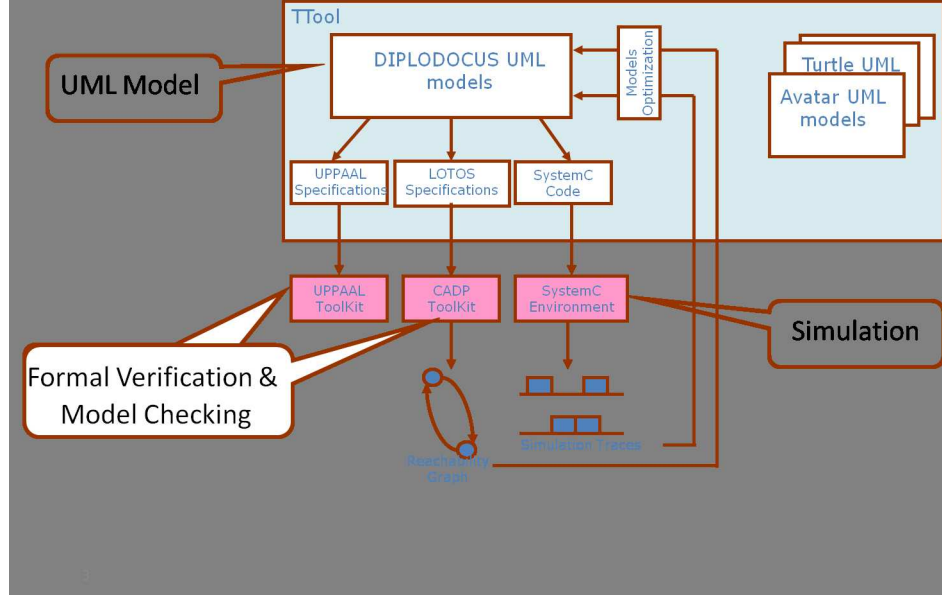 TTool
DIPLODOCUS UML
models
Models
Optimization
Turtle UML
Avatar UML
models
UML Model
UPPAAL
Specifications
LOTOS
Specifications
SystemC
Code
UPPAAL
ToolKit
CADP
ToolKit
SystemC
Environment
Simulation
Formal Verification &
Model Checking
Simulation Traces
Reachability
Graph